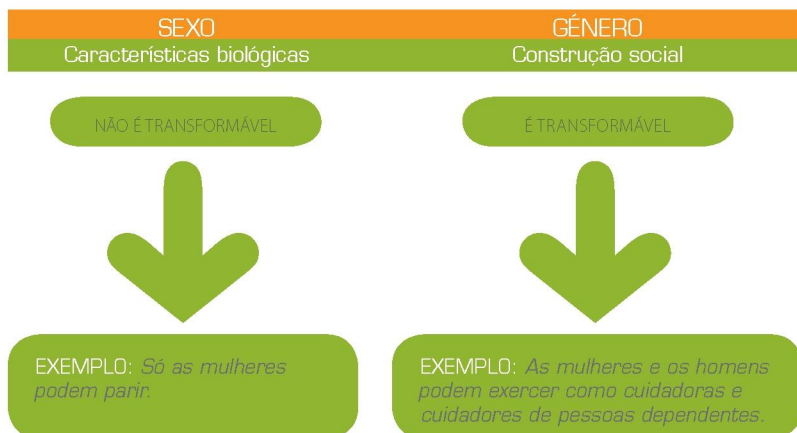 SEXO
Características biológicas
NÃO É TRANSFORMÁVEL
EXEMPLO: Só as mulheres
podem parir.
GÉNERO
Construção social
É TRANSFORMÁVEL
EXEMPLO: As mulheres e os homens
podem exercer como cuidadoras e
cuidadores de pessoas dependentes.